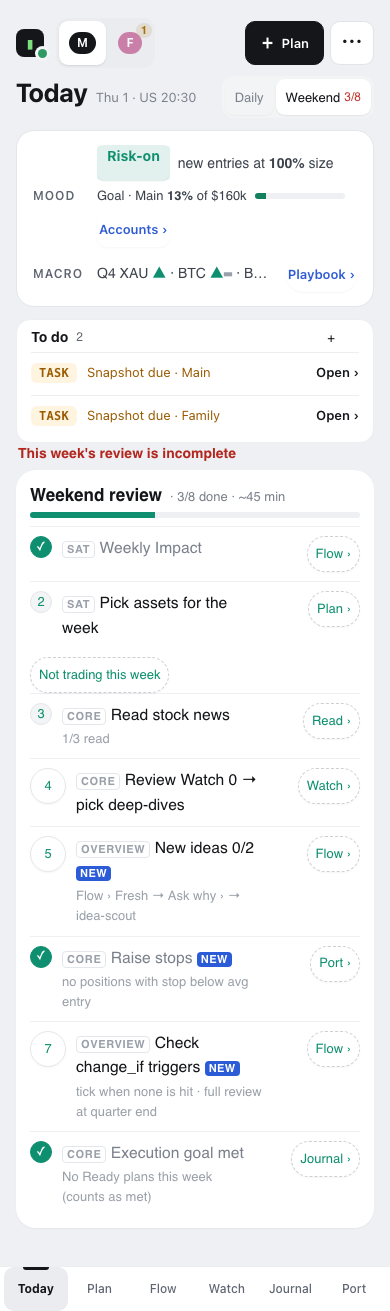 M F 1 + Plan ...
Today Thu 1 · US 20:30 Daily Weekend 3/8
Risk-on new entries at 100% size
MOOD Goal · Main 13% of $160k
Accounts ›
MACRO Q4 XAU ▲ · BTC ▲ · B... Playbook ›
To do 2 +
TASK Snapshot due · Main Open ›
TASK Snapshot due · Family Open ›
This week's review is incomplete
Weekend review · 3/8 done · ~45 min
✓ SAT Weekly Impact Flow ›
2 SAT Pick assets for the Plan ›
week
Not trading this week
3 CORE Read stock news Read ›
1/3 read
4 CORE Review Watch 0 → Watch ›
pick deep-dives
5 OVERVIEW New ideas 0/2 Flow ›
NEW
Flow › Fresh → Ask why › →
idea-scout
✓ CORE Raise stops NEW Port ›
no positions with stop below avg
entry
7 OVERVIEW Check Flow ›
change_if triggers NEW
tick when none is hit · full review
at quarter end
✓ CORE Execution goal met Journal ›
No Ready plans this week
(counts as met)
Today Plan Flow Watch Journal Port